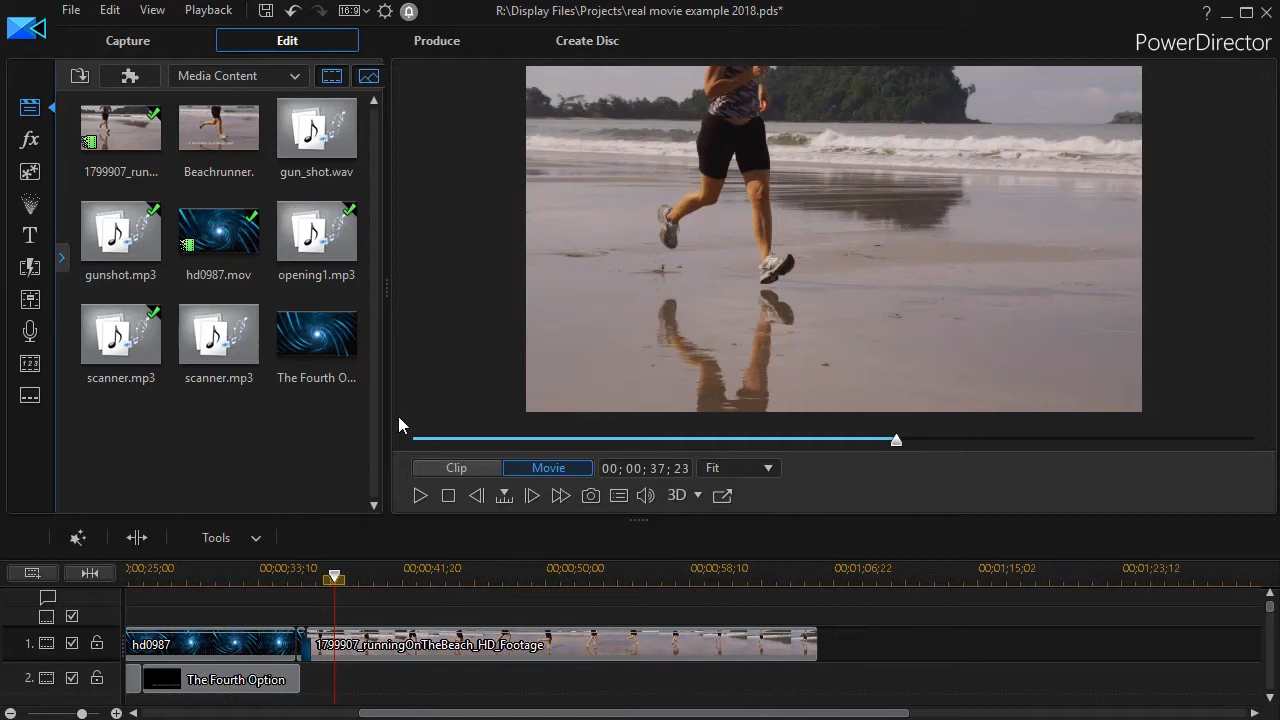 File Edit View Playback 16:9 R:\Display Files\Projects\real movie example 2018.pds* ?
Capture Edit Produce Create Disc PowerDirector
Media Content
fx
1799907_run... Beachrunner. gun_shot.wav
T
gunshot.mp3 hd0987.mov opening1.mp3
scanner.mp3 scanner.mp3 The Fourth O...
Clip Movie 00; 00; 37; 23 Fit
3D
Tools
0;00;25;00 00;00;33;10 00;00;41;20 00;00;50;00 00;00;58;10 00;01;06;22 00;01;15;02 00;01;23;12
1. hd0987 1799907_runningOnTheBeach_HD_Footage
2. The Fourth Option